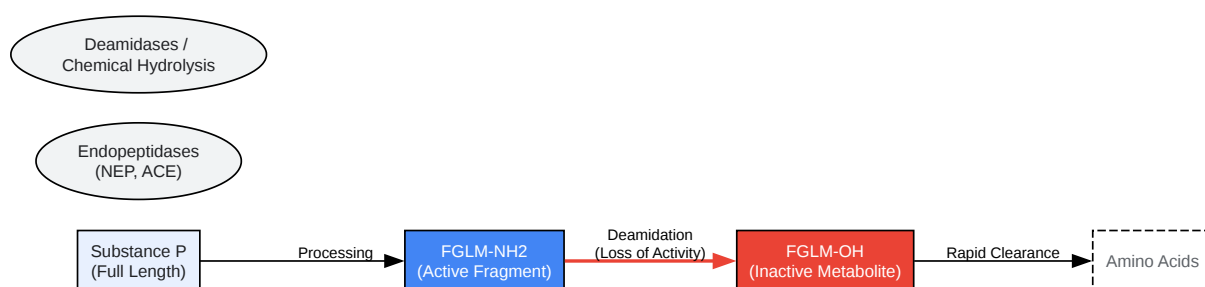 Deamidases /
Chemical Hydrolysis
Endopeptidases
(NEP, ACE)
Substance P
(Full Length)
Processing
FGLM-NH2
(Active Fragment)
Deamidation
(Loss of Activity)
FGLM-OH
(Inactive Metabolite)
Rapid Clearance
Amino Acids